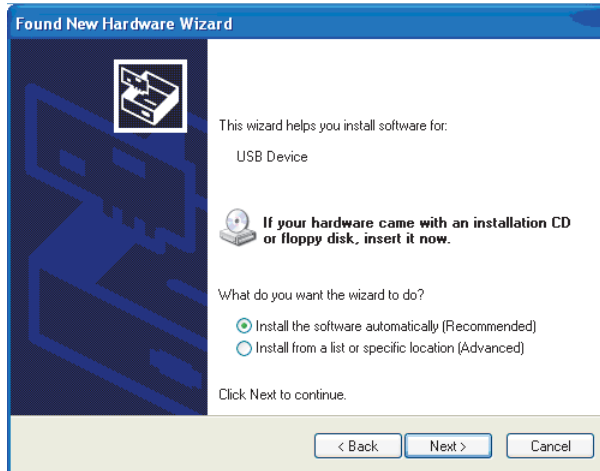 Found New Hardware Wizard
This wizard helps you install software for:
USB Device
If your hardware came with an installation CD
or floppy disk, insert it now.
What do you want the wizard to do?
Install the software automatically (Recommended)
Install from a list or specific location (Advanced)
Click Next to continue.
< Back Next > Cancel